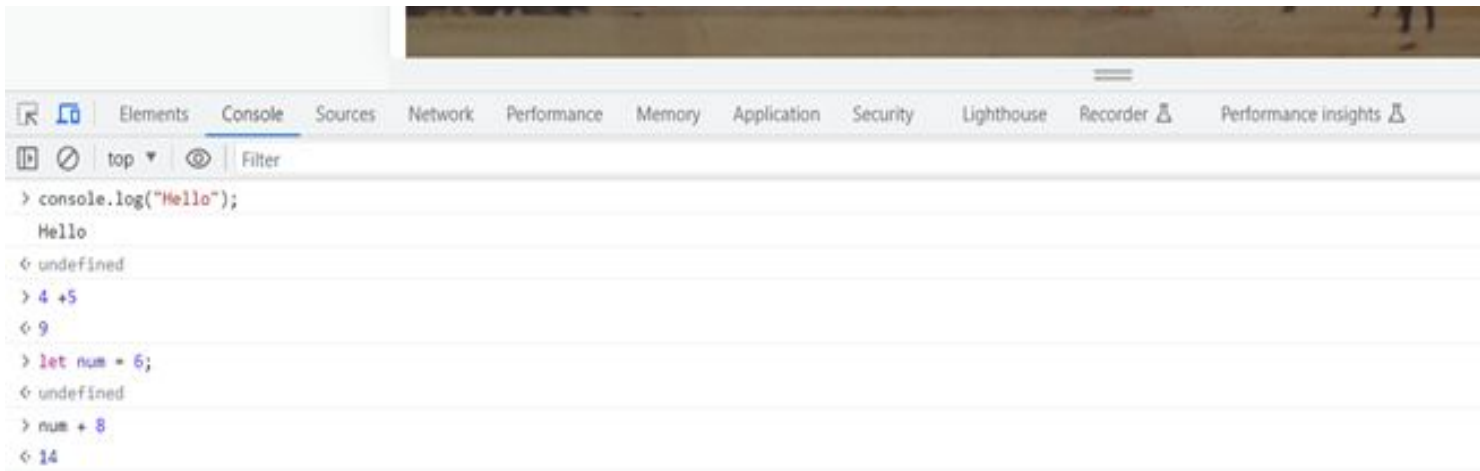 Elements Console Sources Network Performance Memory Application Security Lighthouse Recorder Performance insights
top Filter
> console.log("Hello");
Hello
undefined
> 4 +5
9
> let num = 6;
undefined
> num + 8
14